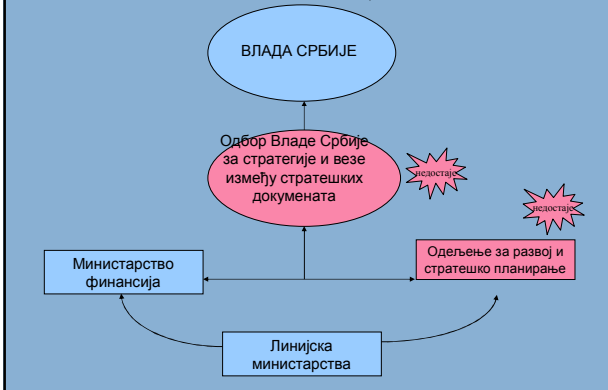 ВЛАДА СРБИЈЕ
Одбор Владе Србије
за стратегије и везе
између стратешких
докумената
недостаје
недостаје
Министарство
финансија
Одељење за развој и
стратешко планирање
Линијска
министарства